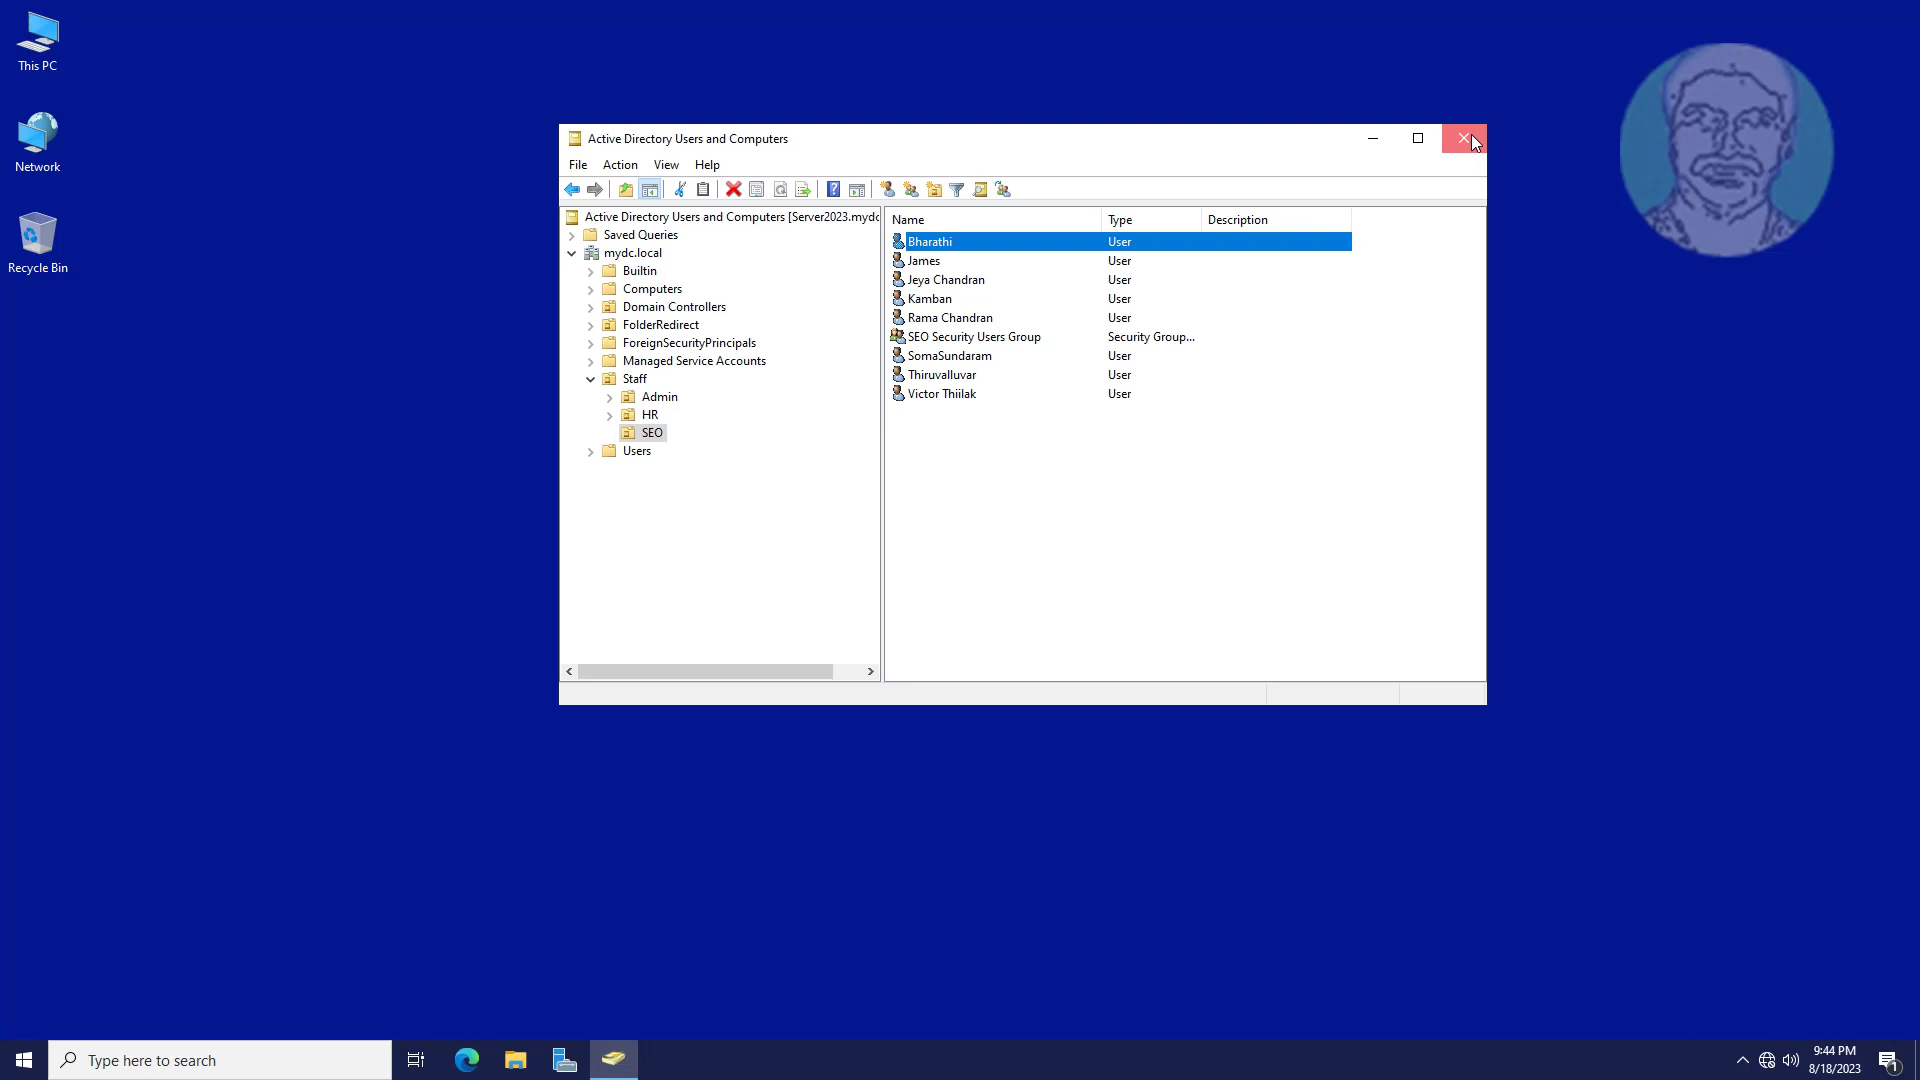 This PC
Network
Recycle Bin
Active Directory Users and Computers
File Action View Help
Active Directory Users and Computers [Server2023.mydc
Saved Queries
mydc.local
Builtin
Computers
Domain Controllers
FolderRedirect
ForeignSecurityPrincipals
Managed Service Accounts
Staff
Admin
HR
SEO
Users
Name Type Description
Bharathi User
James User
Jeya Chandran User
Kamban User
Rama Chandran User
SEO Security Users Group Security Group...
SomaSundaram User
Thiruvalluvar User
Victor Thiilak User
Type here to search
9:44 PM
8/18/2023
1